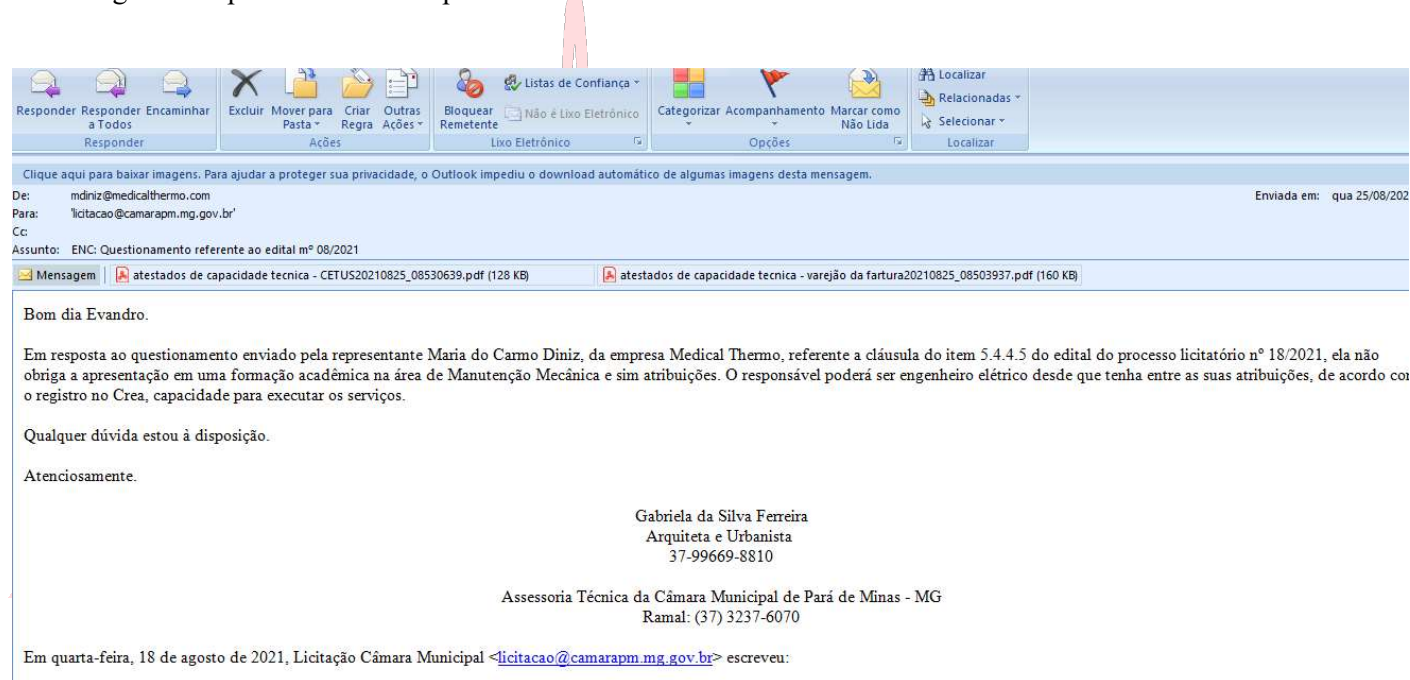 Responder Responder Encaminhar Excluir Mover para Criar Outras Bloquear Listas de Confiança Categorizar Acompanhamento Marcar como Localizar
a Todos Pasta Regra Ações Remetente Não é Lixo Eletrônico Não Lida Relacionadas
Selecionar
Responder Ações Lixo Eletrônico Opções Localizar
Clique aqui para baixar imagens. Para ajudar a proteger sua privacidade, o Outlook impediu o download automático de algumas imagens desta mensagem.
De: mdiniz@medicalthermo.com Enviada em: qua 25/08/202
Para: 'licitacao@camarapm.mg.gov.br'
Cc:
Assunto: ENC: Questionamento referente ao edital mº 08/2021
Mensagem atestados de capacidade tecnica - CETUS20210825_08530639.pdf (128 KB) atestados de capacidade tecnica - varejão da fartura20210825_08503937.pdf (160 KB)
Bom dia Evandro.
Em resposta ao questionamento enviado pela representante Maria do Carmo Diniz, da empresa Medical Thermo, referente a cláusula do item 5.4.4.5 do edital do processo licitatório nº 18/2021, ela não
obriga a apresentação em uma formação acadêmica na área de Manutenção Mecânica e sim atribuições. O responsável poderá ser engenheiro elétrico desde que tenha entre as suas atribuições, de acordo com
o registro no Crea, capacidade para executar os serviços.
Qualquer dúvida estou à disposição.
Atenciosamente.
Gabriela da Silva Ferreira
Arquiteta e Urbanista
37-99669-8810
Assessoria Técnica da Câmara Municipal de Pará de Minas - MG
Ramal: (37) 3237-6070
Em quarta-feira, 18 de agosto de 2021, Licitação Câmara Municipal <licitacao@camarapm.mg.gov.br> escreveu: